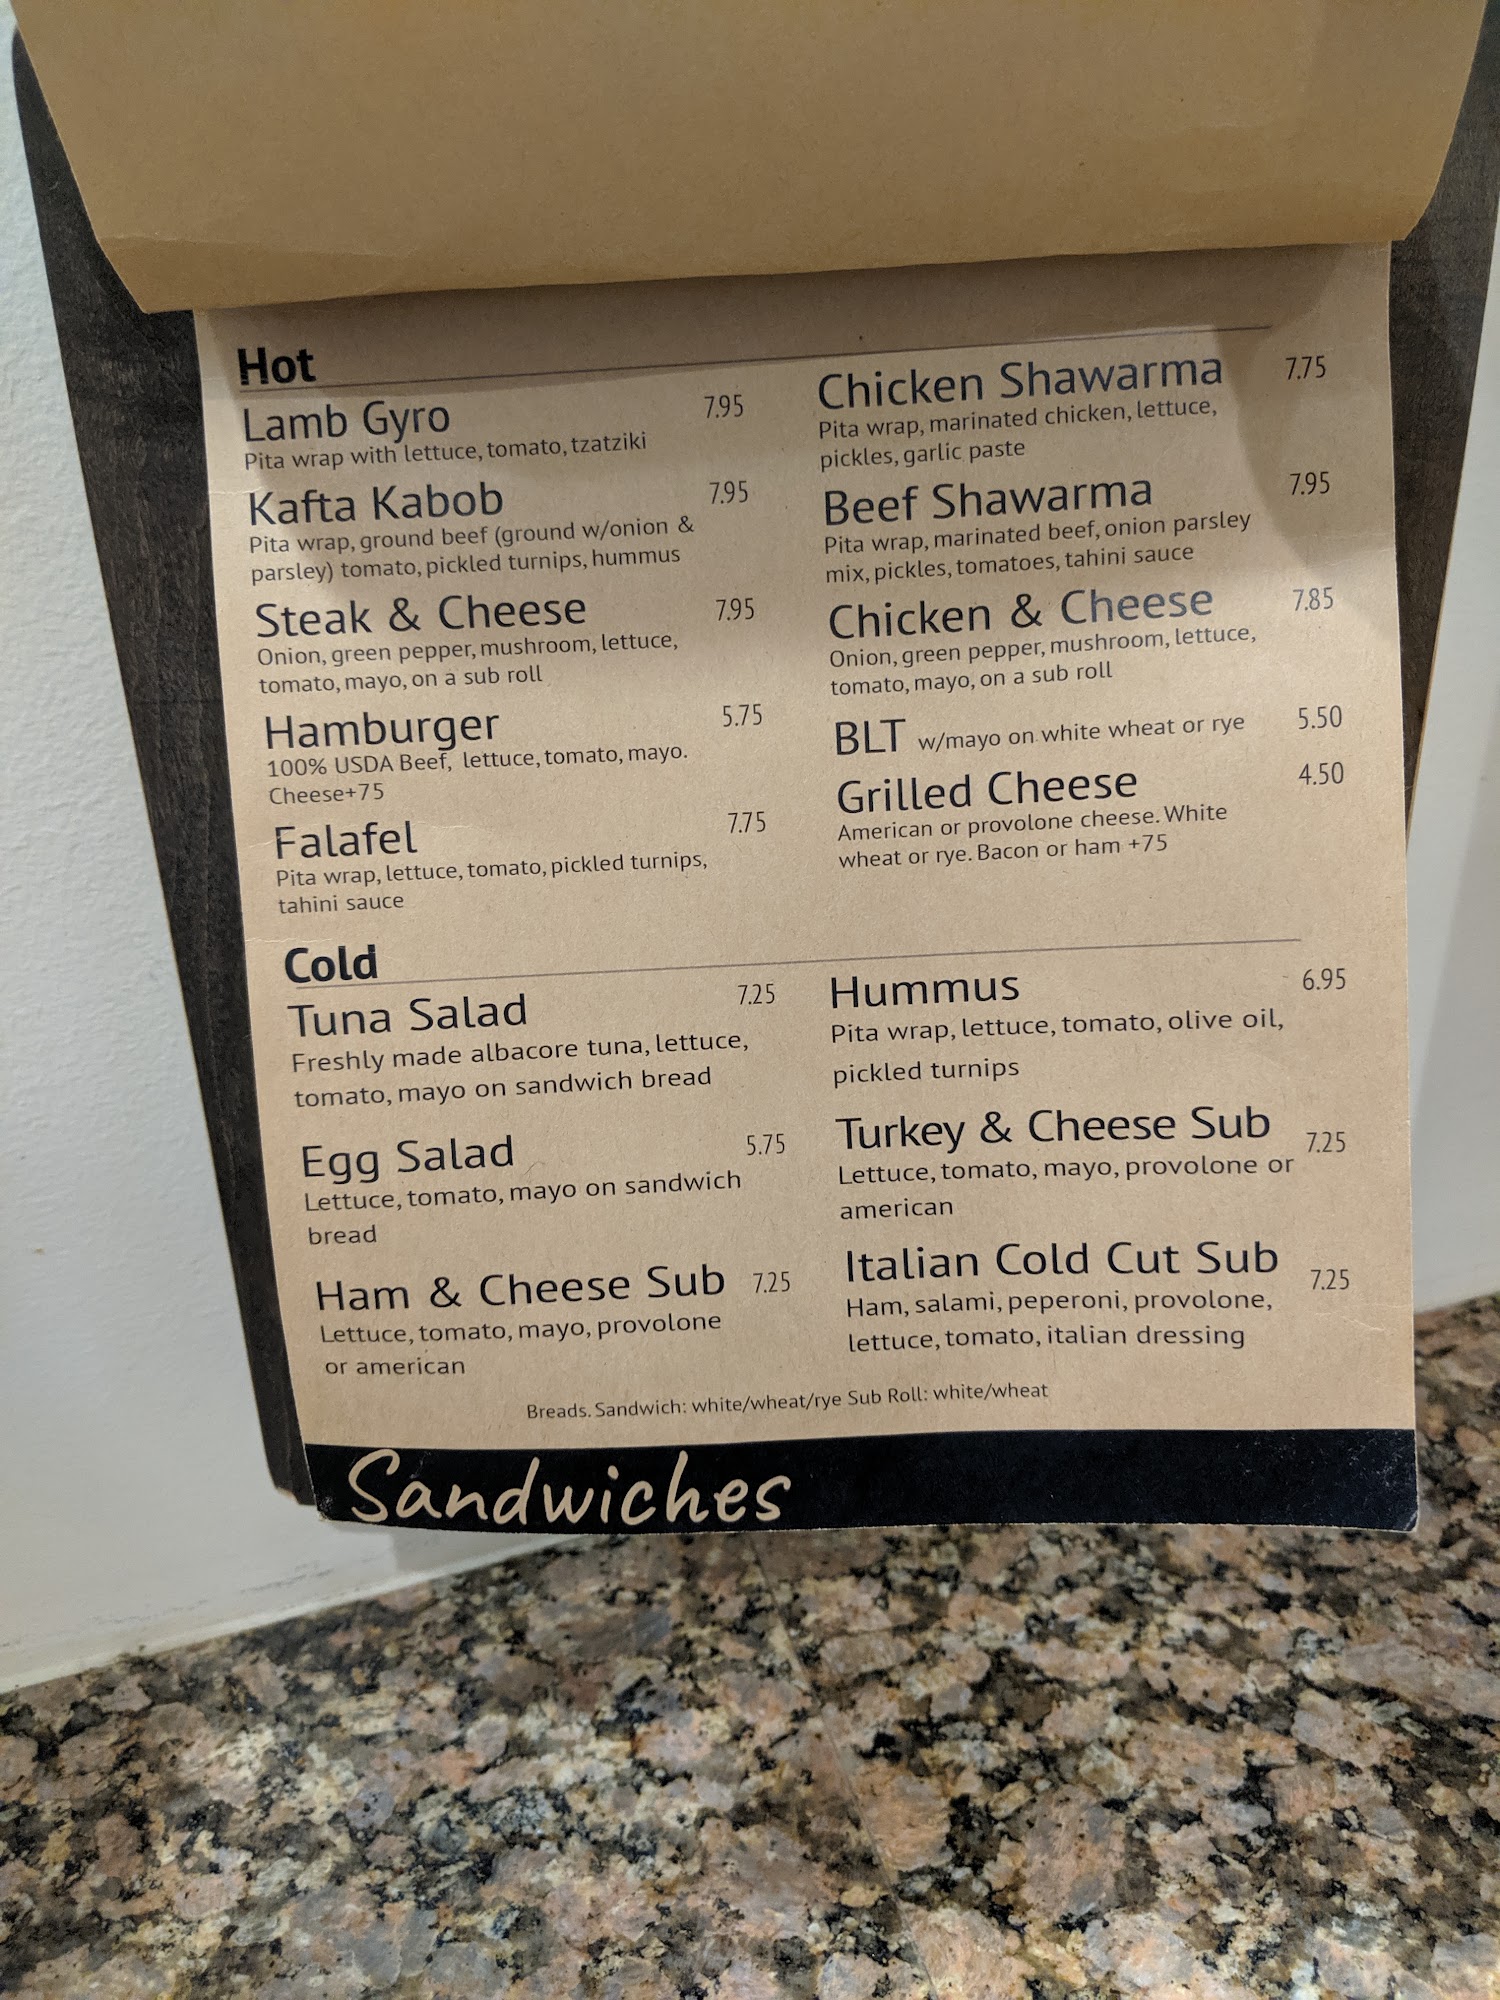 Hot
Lamb Gyro 7.95
Pita wrap with lettuce, tomato, tzatziki
Kafta Kabob 7.95
Pita wrap, ground beef (ground w/onion &
parsley) tomato, pickled turnips, hummus
Steak & Cheese 7.95
Onion, green pepper, mushroom, lettuce,
tomato, mayo, on a sub roll
Hamburger 5.75
100% USDA Beef, lettuce, tomato, mayo.
Cheese+75
Falafel 7.75
Pita wrap, lettuce, tomato, pickled turnips,
tahini sauce
Chicken Shawarma 7.75
Pita wrap, marinated chicken, lettuce,
pickles, garlic paste
Beef Shawarma 7.95
Pita wrap, marinated beef, onion parsley
mix, pickles, tomatoes, tahini sauce
Chicken & Cheese 7.85
Onion, green pepper, mushroom, lettuce,
tomato, mayo, on a sub roll
BLT w/mayo on white wheat or rye 5.50
Grilled Cheese 4.50
American or provolone cheese. White
wheat or rye. Bacon or ham +75
Cold
Tuna Salad 7.25
Freshly made albacore tuna, lettuce,
tomato, mayo on sandwich bread
Egg Salad 5.75
Lettuce, tomato, mayo on sandwich
bread
Ham & Cheese Sub 7.25
Lettuce, tomato, mayo, provolone
or american
Hummus 6.95
Pita wrap, lettuce, tomato, olive oil,
pickled turnips
Turkey & Cheese Sub 7.25
Lettuce, tomato, mayo, provolone or
american
Italian Cold Cut Sub 7.25
Ham, salami, peperoni, provolone,
lettuce, tomato, italian dressing
Breads. Sandwich: white/wheat/rye Sub Roll: white/wheat
Sandwiches